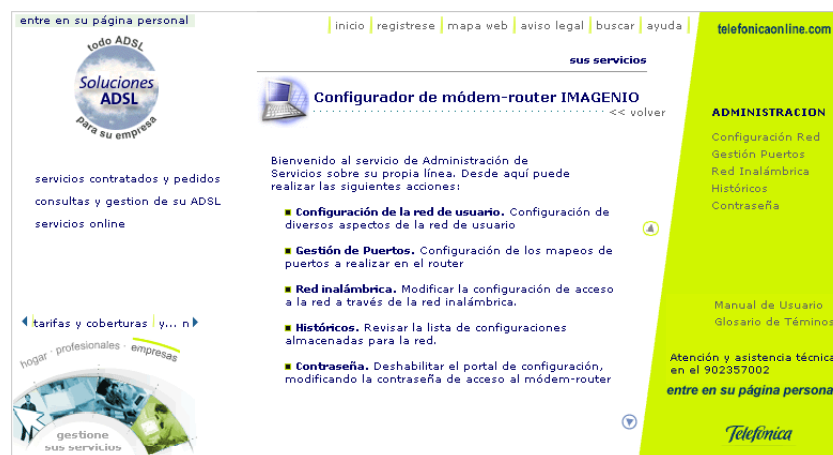 entre en su página personal
inicio registrese mapa web aviso legal buscar ayuda
telefonicaonline.com
todo ADSL
Soluciones
ADSL
para su empresa
sus servicios
Configurador de módem-router IMAGENIO
<< volver
servicios contratados y pedidos
consultas y gestion de su ADSL
servicios online
Bienvenido al servicio de Administración de
Servicios sobre su propia línea. Desde aquí puede
realizar las siguientes acciones:
Configuración de la red de usuario. Configuración de
diversos aspectos de la red de usuario
Gestión de Puertos. Configuración de los mapeos de
puertos a realizar en el router
Red inalámbrica. Modificar la configuración de acceso
a la red a través de la red inalámbrica.
Históricos. Revisar la lista de configuraciones
almacenadas para la red.
Contraseña. Deshabilitar el portal de configuración,
modificando la contraseña de acceso al módem-router
tarifas y coberturas y... n
hogar · profesionales · empresas
gestione
sus servicios
ADMINISTRACION
Configuración Red
Gestión Puertos
Red Inalámbrica
Históricos
Contraseña
Manual de Usuario
Glosario de Téminos
Atención y asistencia técnica
en el 902357002
entre en su página persona
Telefónica